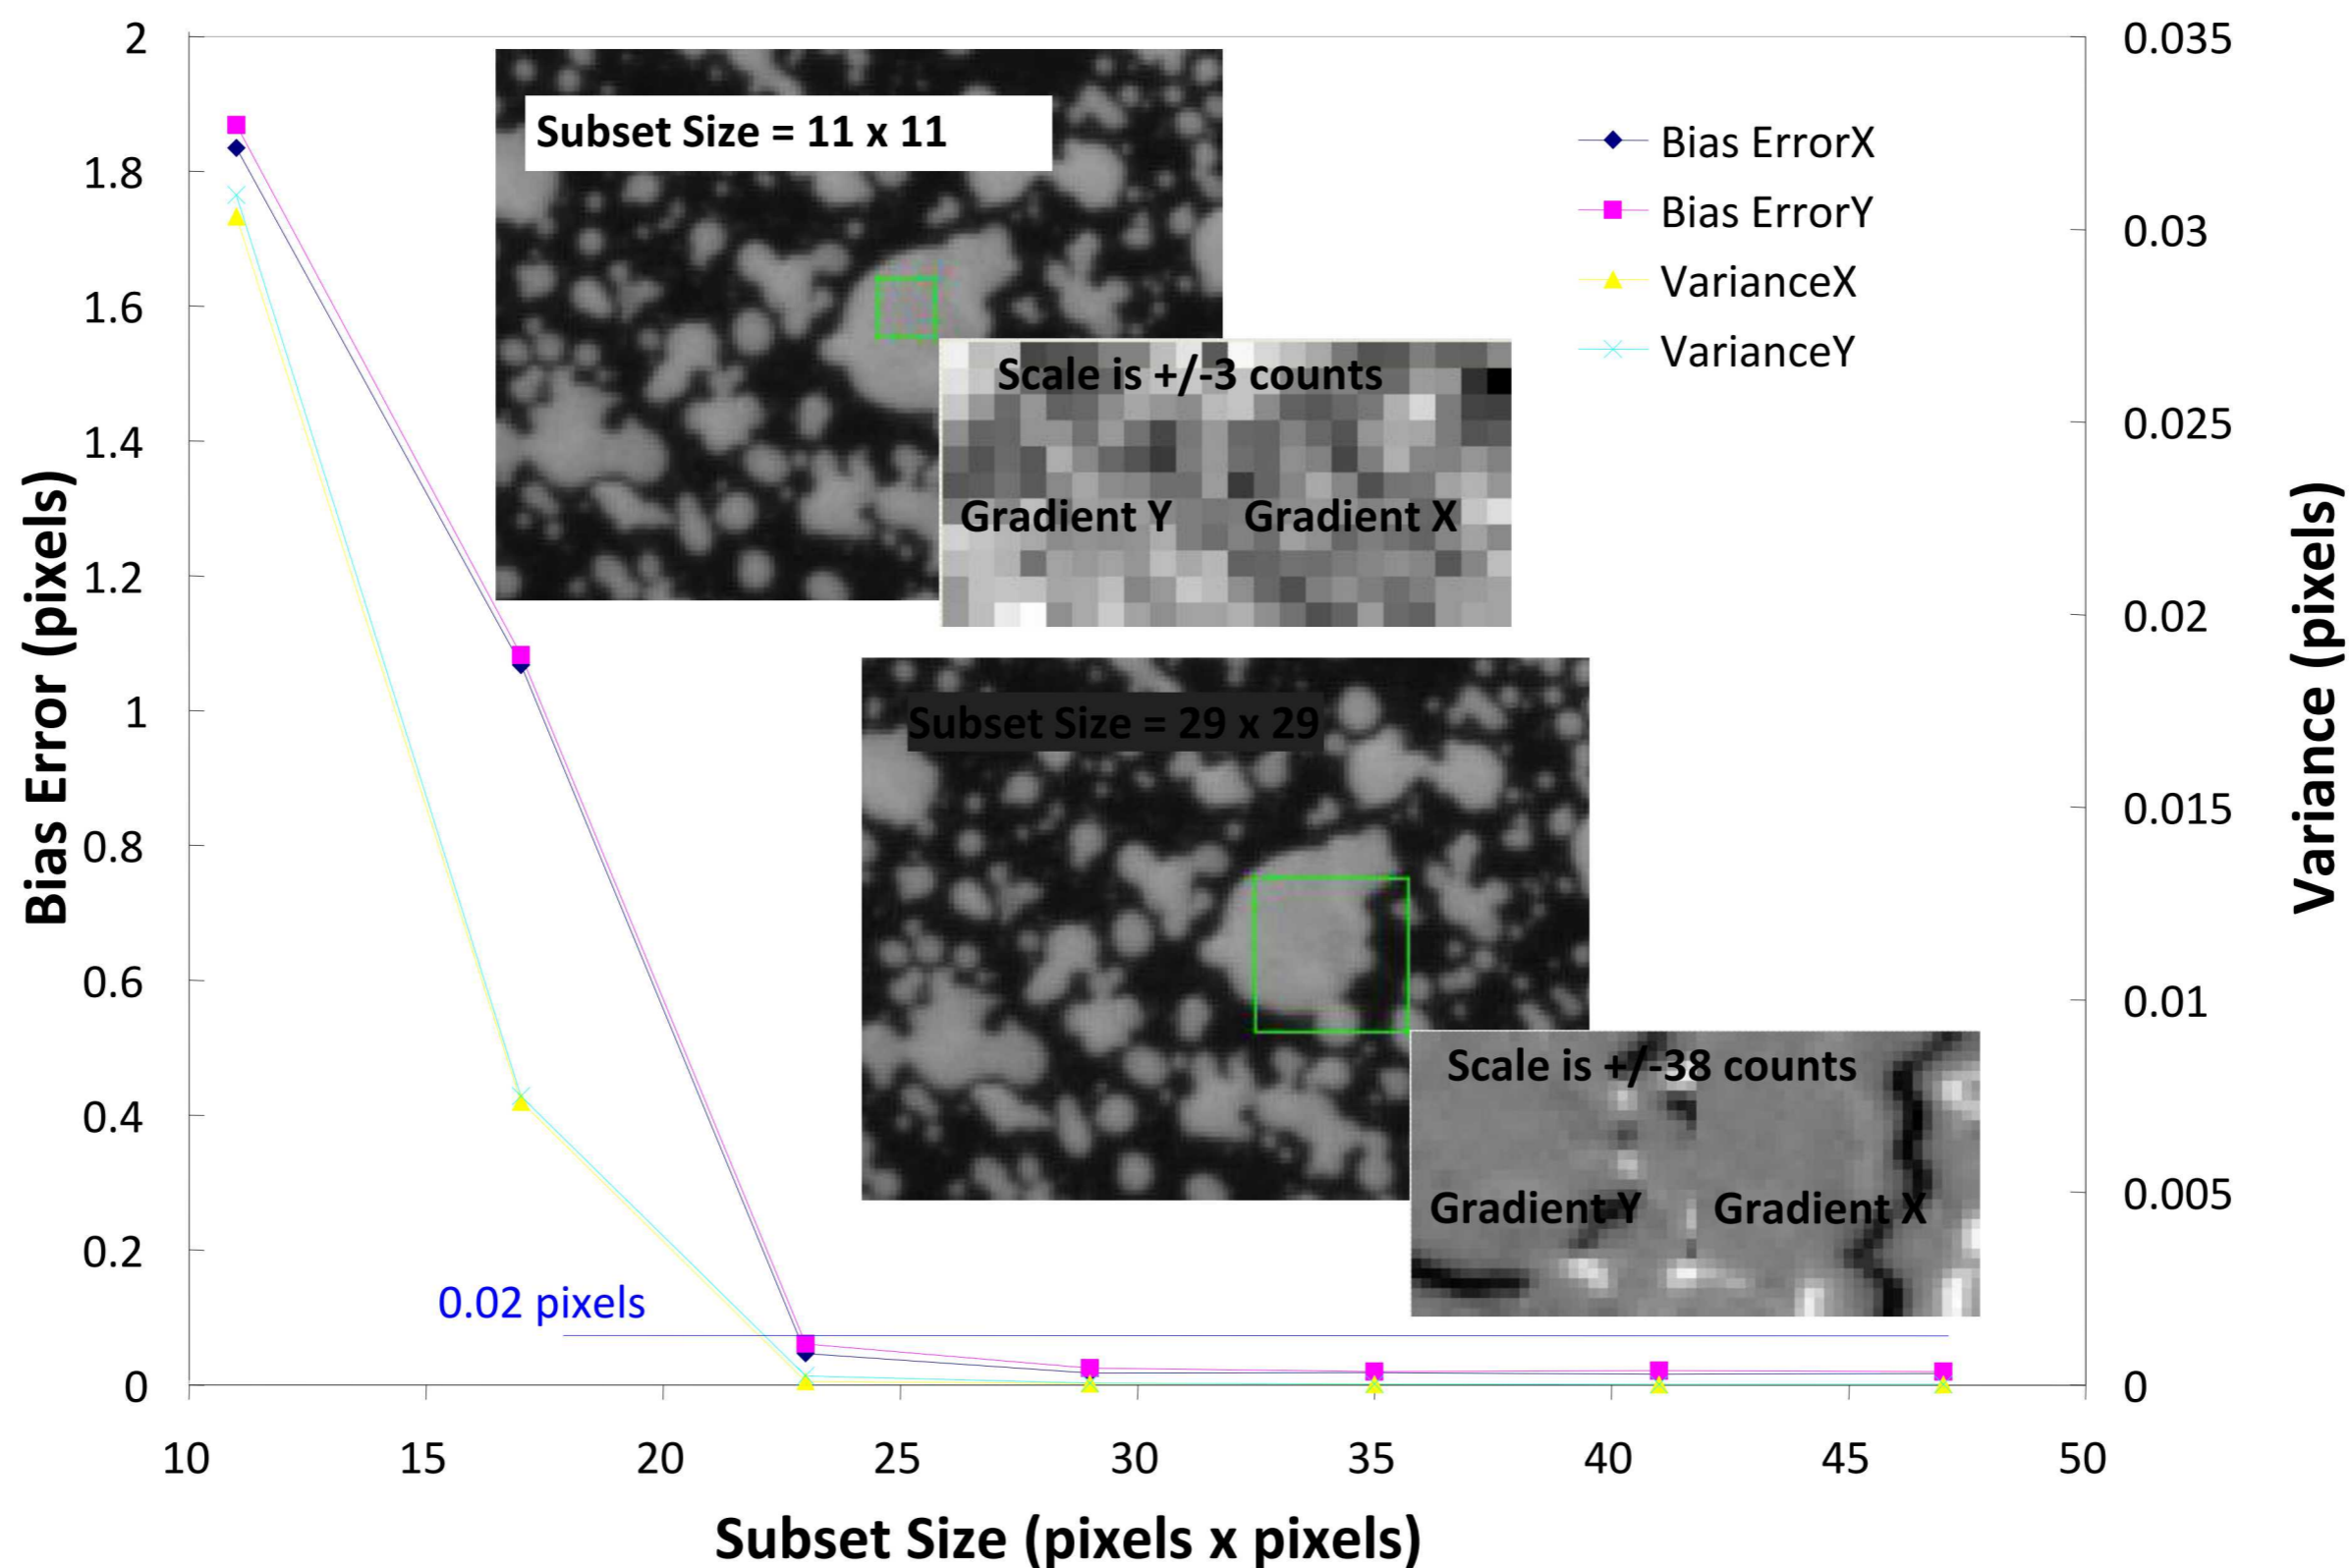 2
1.8
1.6
1.4
1.2
1
0.8
0.6
0.4
0.2
0
Bias Error (pixels)
Subset Size = 11 x 11
Scale is +/-3 counts
Gradient Y
Gradient X
Bias ErrorX
Bias ErrorY
VarianceX
VarianceY
Subset Size = 29 x 29
Scale is +/-38 counts
Gradient Y
Gradient X
0.02 pixels
0.035
0.03
0.025
0.02
0.015
0.01
0.005
0
Variance (pixels)
10
15
20
25
30
35
40
45
50
Subset Size (pixels x pixels)